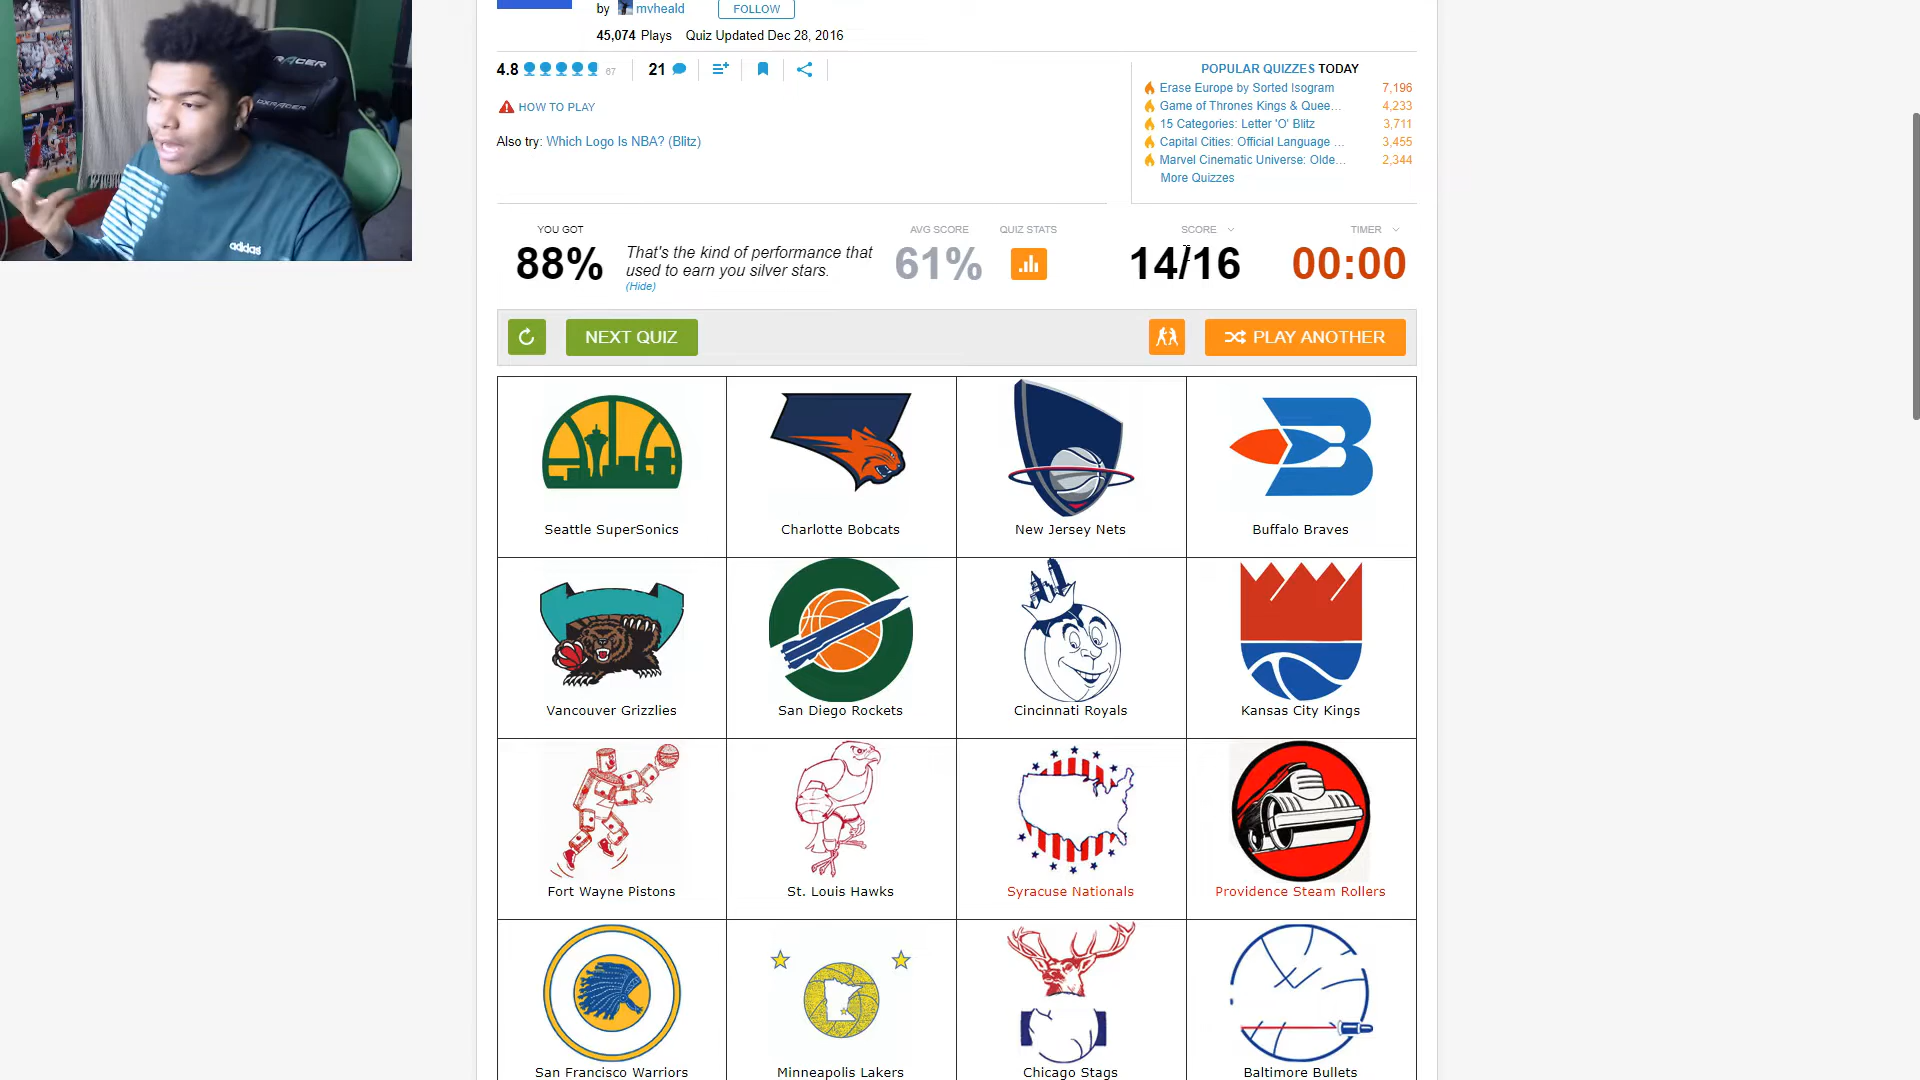 by mvheald FOLLOW
45,074 Plays Quiz Updated Dec 28, 2016
4.8 67 21
HOW TO PLAY
Also try: Which Logo Is NBA? (Blitz)
POPULAR QUIZZES TODAY
Erase Europe by Sorted Isogram 7,196
Game of Thrones Kings & Quee... 4,233
15 Categories: Letter 'O' Blitz 3,711
Capital Cities: Official Language ... 3,455
Marvel Cinematic Universe: Olde... 2,344
More Quizzes
YOU GOT
88%
That's the kind of performance that
used to earn you silver stars.
(Hide)
AVG SCORE
61%
QUIZ STATS
SCORE
14/16
TIMER
00:00
NEXT QUIZ
PLAY ANOTHER
Seattle SuperSonics
Charlotte Bobcats
New Jersey Nets
Buffalo Braves
Vancouver Grizzlies
San Diego Rockets
Cincinnati Royals
Kansas City Kings
Fort Wayne Pistons
St. Louis Hawks
Syracuse Nationals
Providence Steam Rollers
San Francisco Warriors
Minneapolis Lakers
Chicago Stags
Baltimore Bullets
adidas
DXRACER